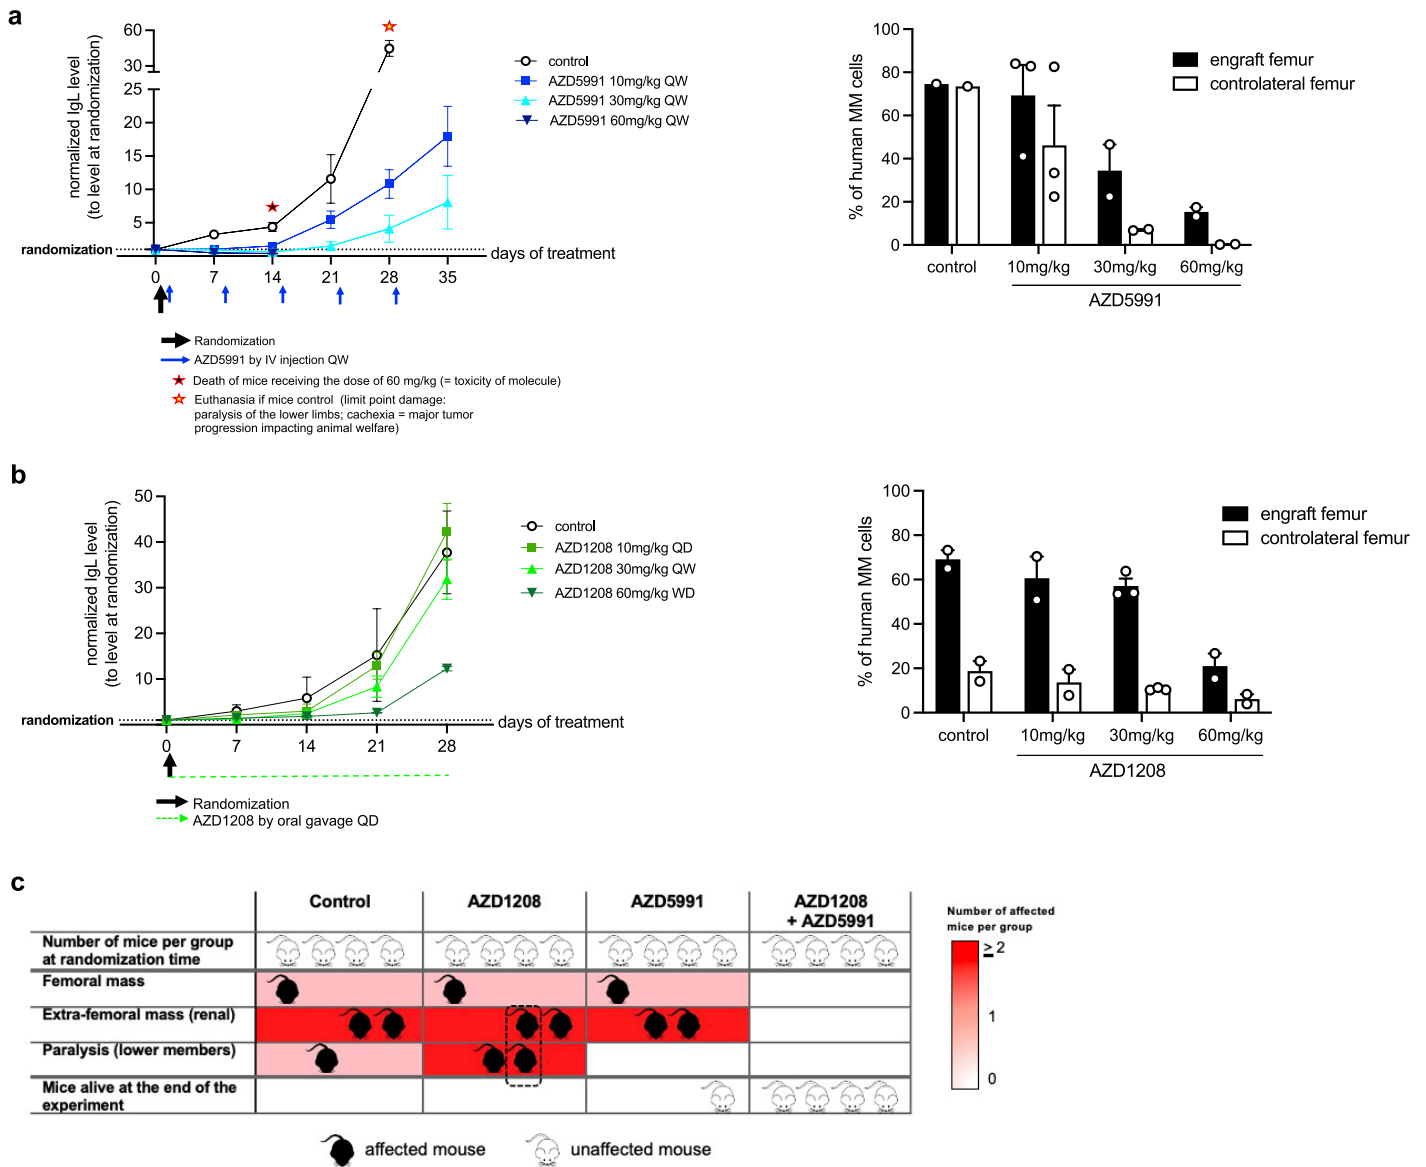 a
60
30
25
20
15
10
5
normalized IgL level
(to level at randomization)
randomization
days of treatment
0 7 14 21 28 35
control
AZD5991 10mg/kg QW
AZD5991 30mg/kg QW
AZD5991 60mg/kg QW
Randomization
AZD5991 by IV injection QW
Death of mice receiving the dose of 60 mg/kg (= toxicity of molecule)
Euthanasia if mice control (limit point damage:
paralysis of the lower limbs; cachexia = major tumor
progression impacting animal welfare)
100
80
60
40
20
0
% of human MM cells
engraft femur
controlateral femur
control 10mg/kg 30mg/kg 60mg/kg
AZD5991
b
50
40
30
20
10
normalized IgL level
(to level at randomization)
randomization
days of treatment
0 7 14 21 28
control
AZD1208 10mg/kg QD
AZD1208 30mg/kg QW
AZD1208 60mg/kg WD
Randomization
AZD1208 by oral gavage QD
100
80
60
40
20
0
% of human MM cells
engraft femur
controlateral femur
control 10mg/kg 30mg/kg 60mg/kg
AZD1208
c
Control AZD1208 AZD5991 AZD1208
+ AZD5991
Number of mice per group
at randomization time
Femoral mass
Extra-femoral mass (renal)
Paralysis (lower members)
Mice alive at the end of the
experiment
Number of affected
mice per group
≥ 2
1
0
affected mouse
unaffected mouse